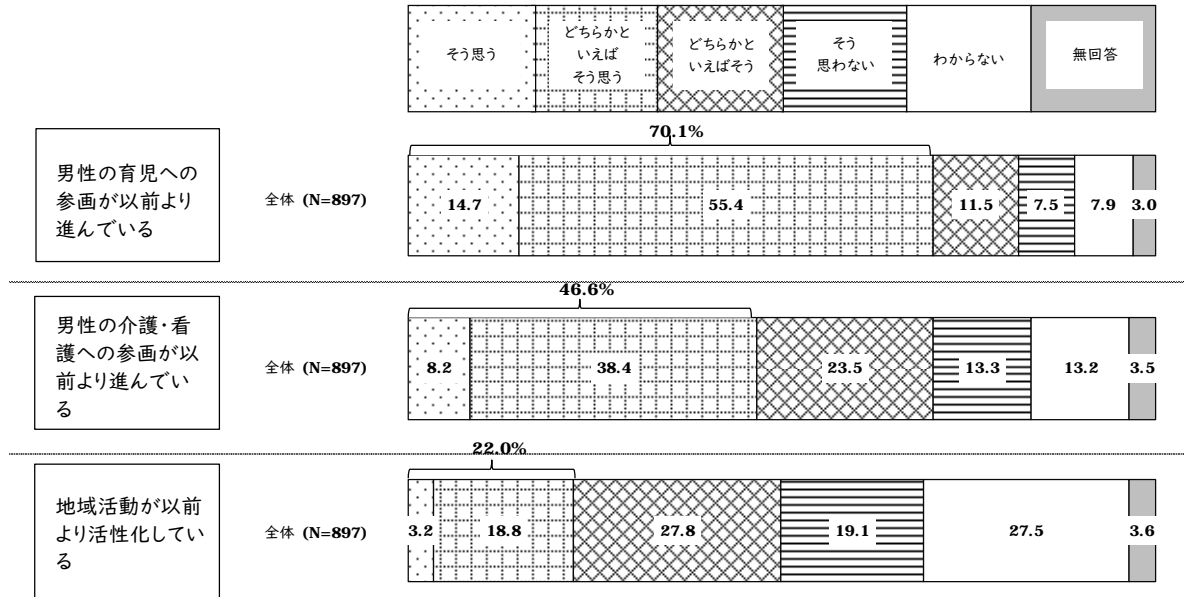 そう思う
どちらかと
いえば
そう思う
どちらかと
いえばそう
そう
思わない
わからない
無回答
男性の育児への
参画が以前より
進んでいる
全体 (N=897)
70.1%
14.7
55.4
11.5
7.5
7.9
3.0
男性の介護・看
護への参画が以
前より進んでい
る
全体 (N=897)
46.6%
8.2
38.4
23.5
13.3
13.2
3.5
地域活動が以前
より活性化してい
る
全体 (N=897)
22.0%
3.2
18.8
27.8
19.1
27.5
3.6